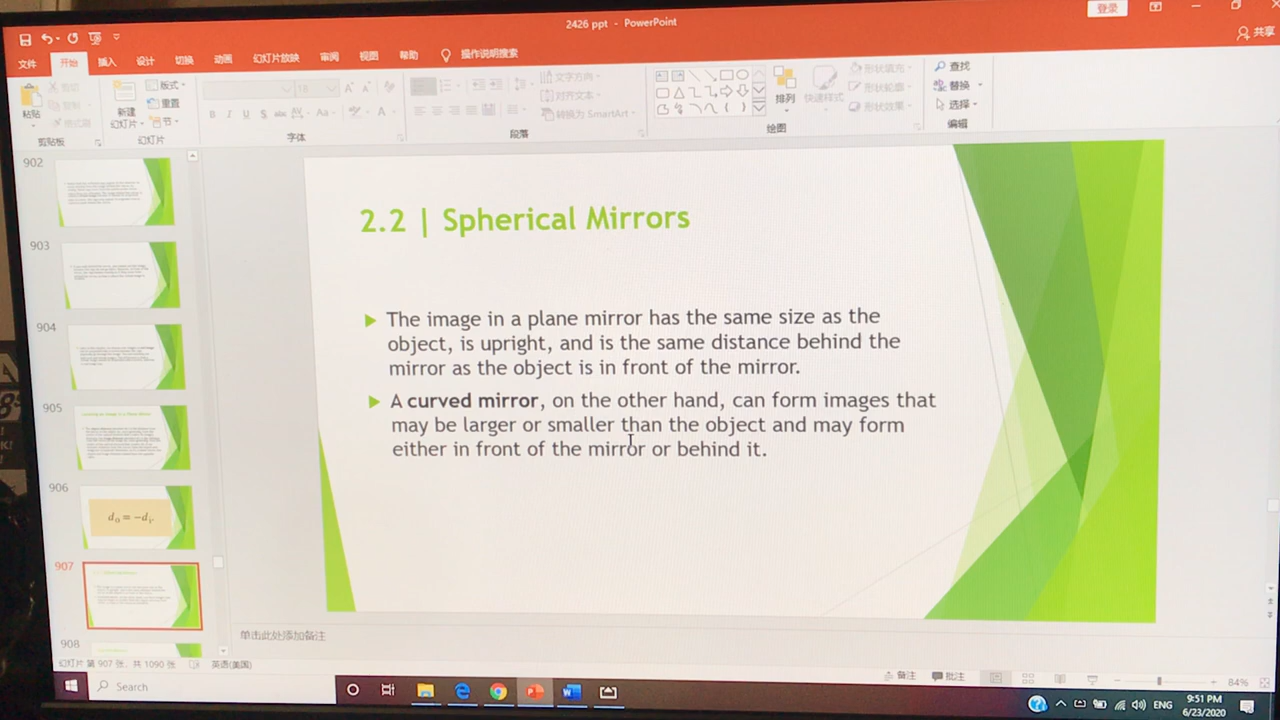 2426 ppt - PowerPoint
登录
文件 开始 插入 设计 切换 动画 幻灯片放映 审阅 视图 帮助 操作说明搜索 共享
粘贴
剪贴板
新建
幻灯片
版式
重置
节
幻灯片
字体
文字方向
对齐文本
转换为 SmartArt
段落
排列
快速样式
形状填充
形状轮廓
形状效果
绘图
查找
替换
选择
编辑
902
903
904
905
906
d₀ = −dᵢ.
907
908
2.2 | Spherical Mirrors
The image in a plane mirror has the same size as the
object, is upright, and is the same distance behind the
mirror as the object is in front of the mirror.
A curved mirror, on the other hand, can form images that
may be larger or smaller than the object and may form
either in front of the mirror or behind it.
单击此处添加备注
幻灯片 第 907 张，共 1090 张 英语(美国) 备注 批注 84%
Search
ENG
9:51 PM
6/23/2020